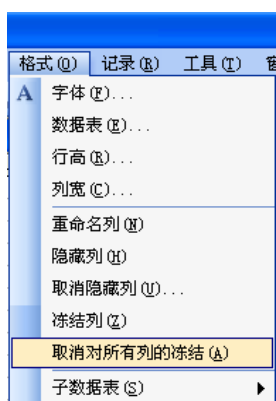 格式(O) 记录(R) 工具(T)
A 字体(F)...
数据表(E)...
行高(R)...
列宽(C)...
重命名列(N)
隐藏列(H)
取消隐藏列(U)...
冻结列(Z)
取消对所有列的冻结(A)
子数据表(S)